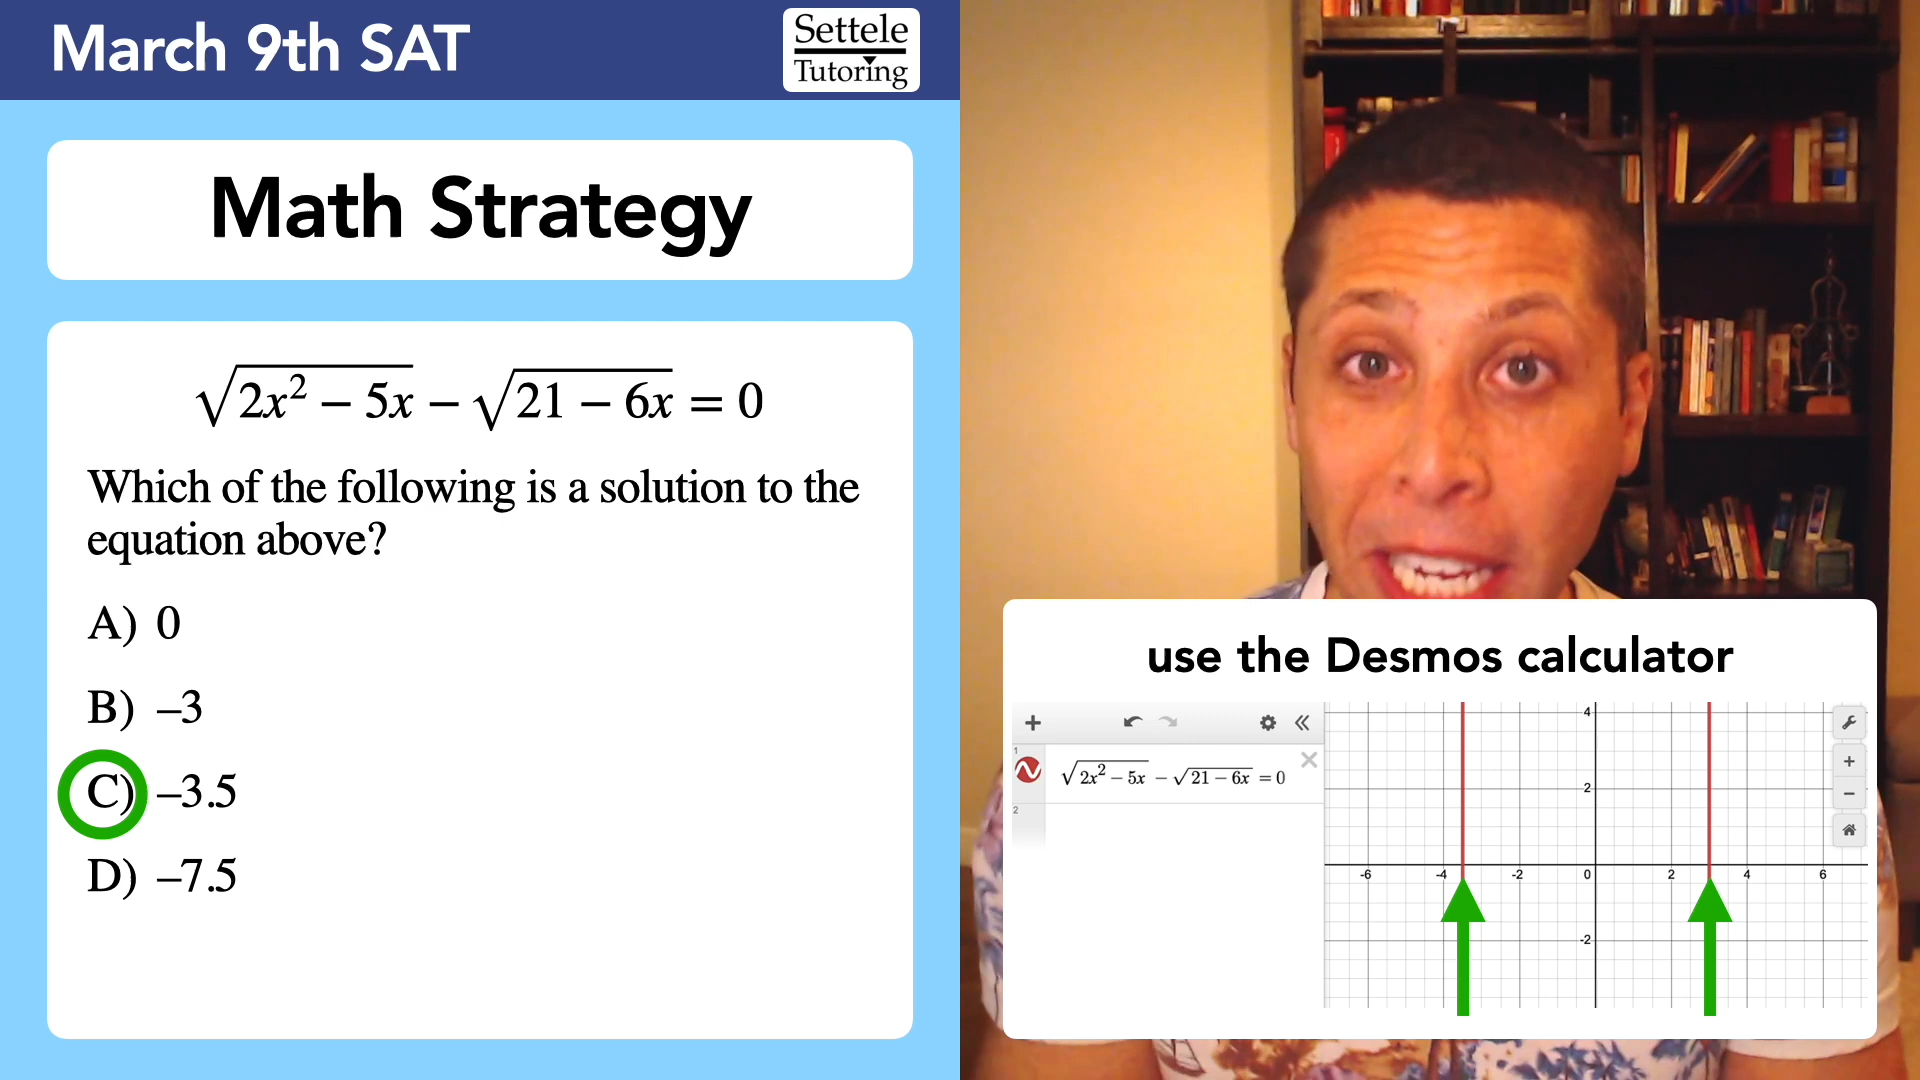 March 9th SAT
Settele
Tutoring
Math Strategy
√(2x² – 5x) – √(21 – 6x) = 0
Which of the following is a solution to the
equation above?
A) 0
B) –3
C) –3.5
D) –7.5
use the Desmos calculator
1
√(2x² – 5x) – √(21 – 6x) = 0
2
4
2
-6 -4 -2 0 2 4 6
-2